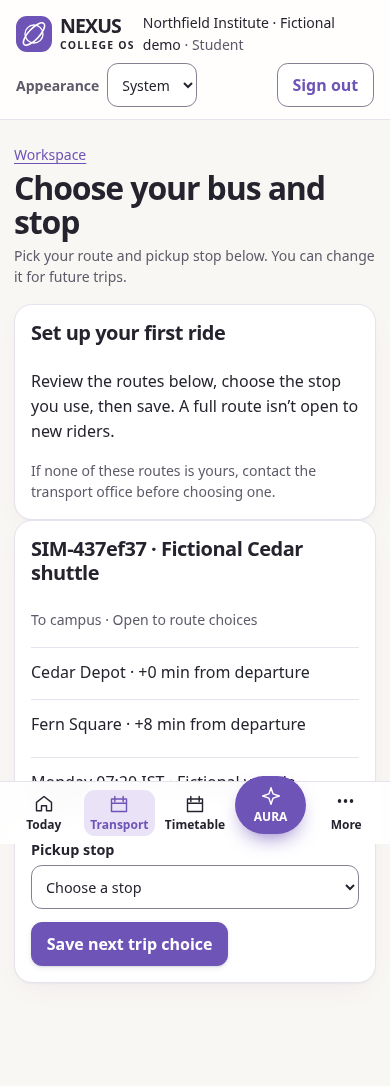 NEXUS
COLLEGE OS
Northfield Institute · Fictional
demo · Student
Appearance
System
Sign out
Workspace
Choose your bus and
stop
Pick your route and pickup stop below. You can change
it for future trips.
Set up your first ride
Review the routes below, choose the stop
you use, then save. A full route isn’t open to
new riders.
If none of these routes is yours, contact the
transport office before choosing one.
SIM-437ef37 · Fictional Cedar
shuttle
To campus · Open to route choices
Cedar Depot · +0 min from departure
Fern Square · +8 min from departure
Monday 07:20 IST · Fictional
Today
Transport
Timetable
AURA
More
Pickup stop
Choose a stop
Save next trip choice